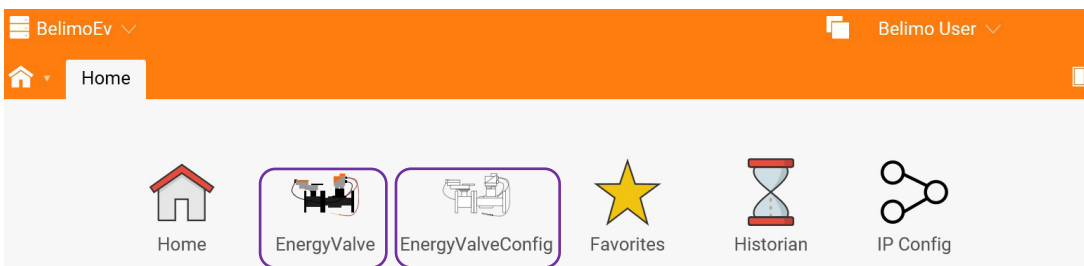 BelimoEv Belimo User
Home
Home EnergyValve EnergyValveConfig Favorites Historian IP Config